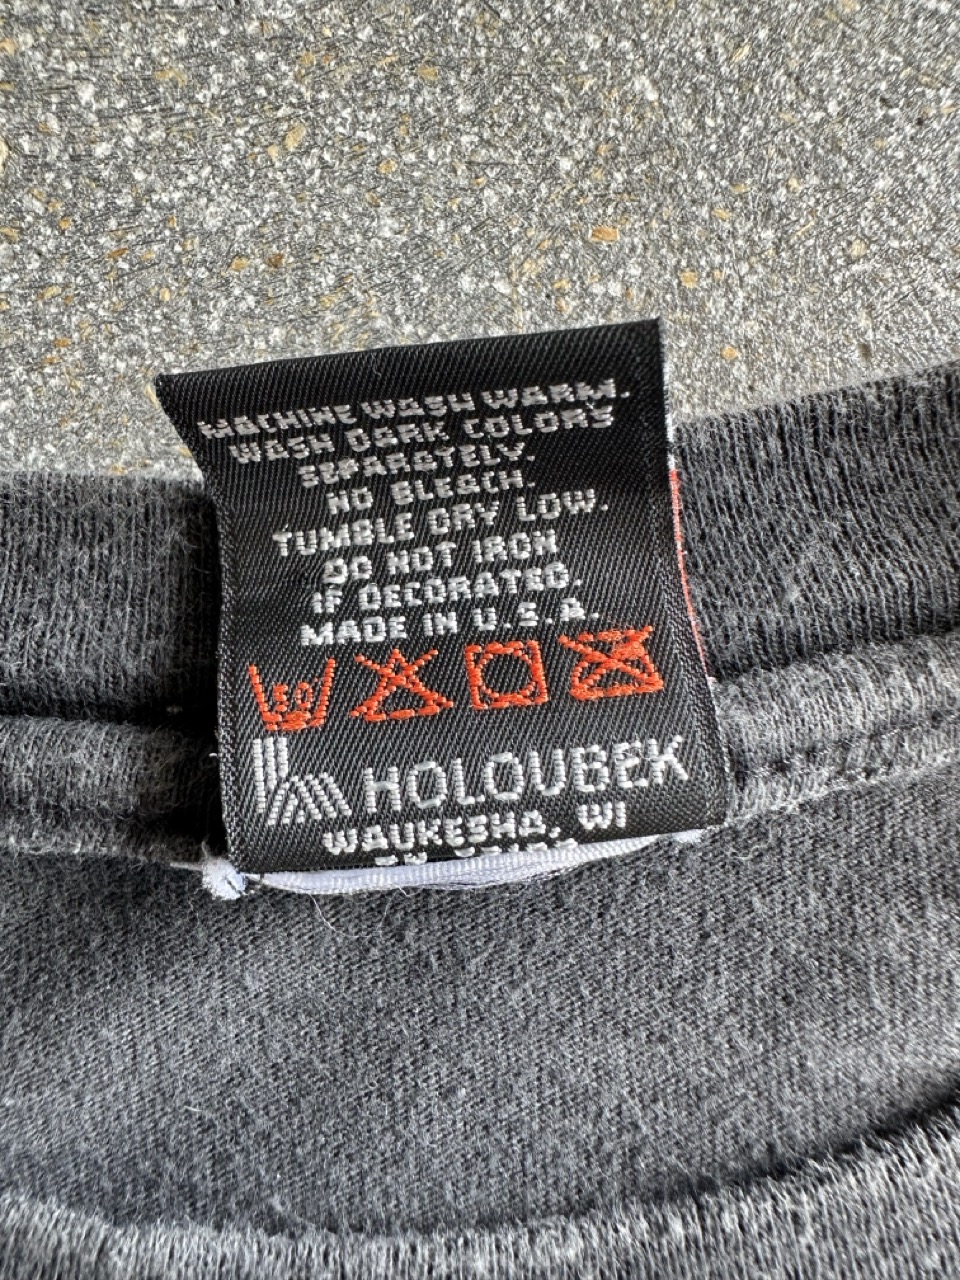 MACHINE WASH WARM.
WASH DARK COLORS
SEPARATELY.
NO BLEACH.
TUMBLE DRY LOW.
DO NOT IRON
IF DECORATED.
MADE IN U.S.A.
HOLOUBEK
WAUKESHA, WI